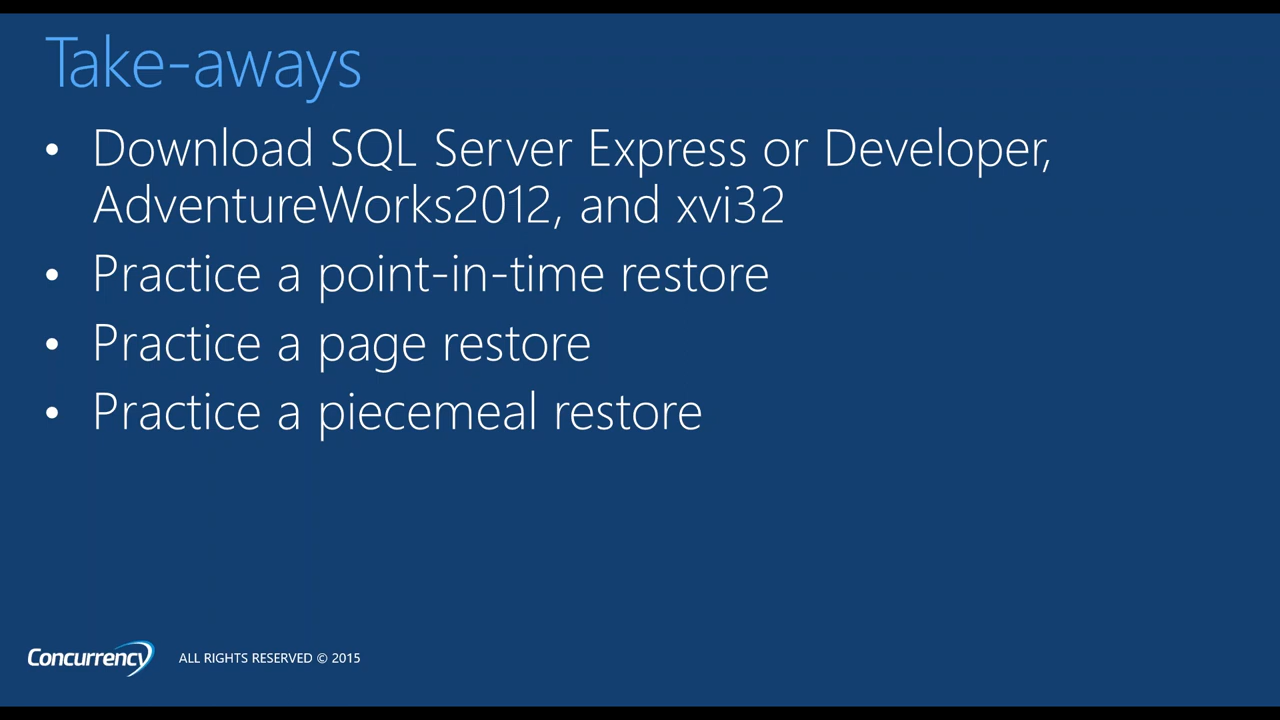 Take-aways
• Download SQL Server Express or Developer,
AdventureWorks2012, and xvi32
• Practice a point-in-time restore
• Practice a page restore
• Practice a piecemeal restore
Concurrency ALL RIGHTS RESERVED © 2015